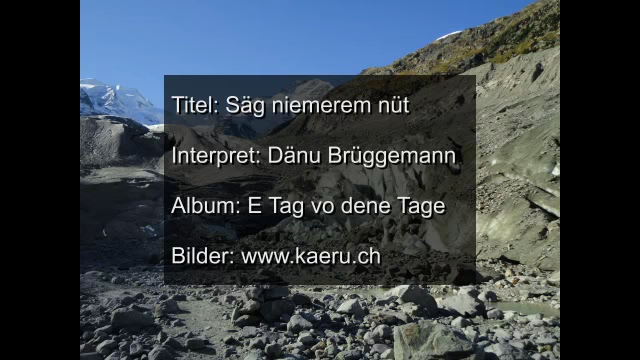 Titel: Säg niemerem nüt
Interpret: Dänu Brüggemann
Album: E Tag vo dene Tage
Bilder: www.kaeru.ch